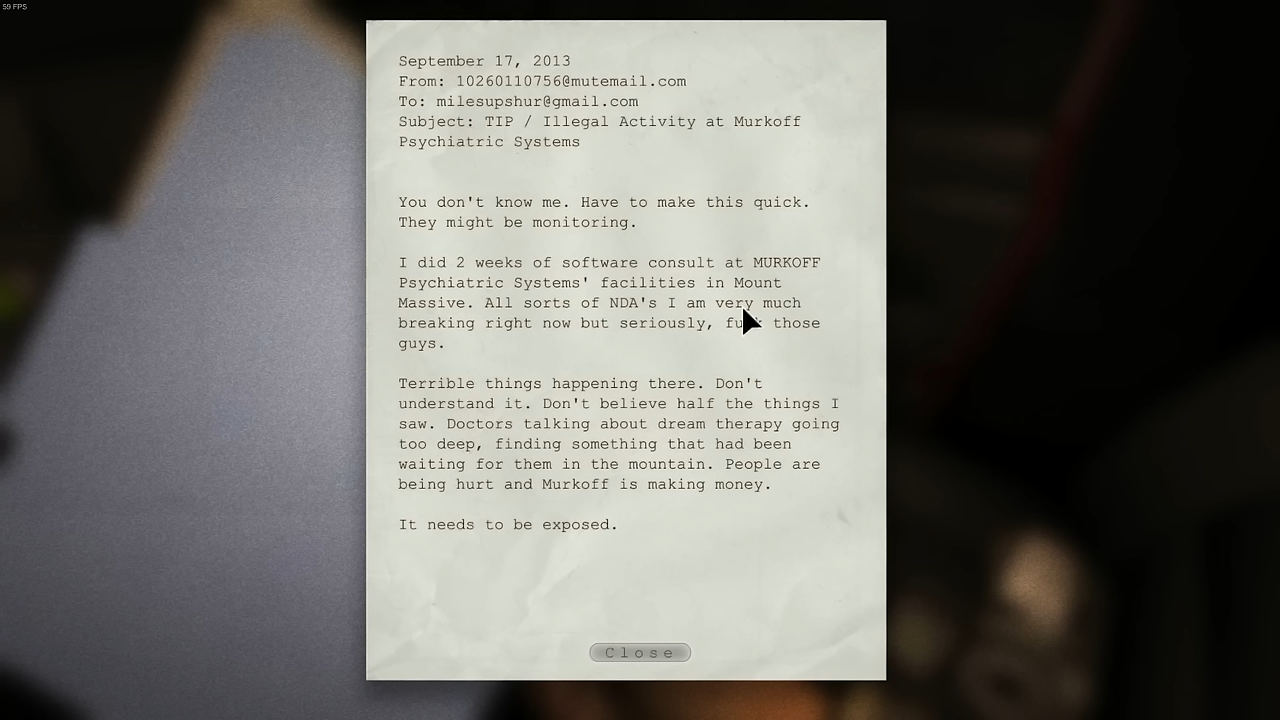 59 FPS
September 17, 2013
From: 10260110756@mutemail.com
To: milesupshur@gmail.com
Subject: TIP / Illegal Activity at Murkoff
Psychiatric Systems
You don't know me. Have to make this quick.
They might be monitoring.
I did 2 weeks of software consult at MURKOFF
Psychiatric Systems' facilities in Mount
Massive. All sorts of NDA's I am very much
breaking right now but seriously, those
guys.
Terrible things happening there. Don't
understand it. Don't believe half the things I
saw. Doctors talking about dream therapy going
too deep, finding something that had been
waiting for them in the mountain. People are
being hurt and Murkoff is making money.
It needs to be exposed.
Close